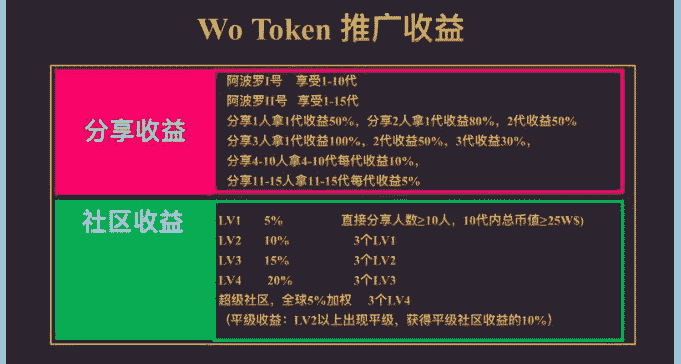 Wo Token 推广收益
分享收益
阿波罗I号 享受1-10代
阿波罗II号 享受1-15代
分享1人拿1代收益50%，分享2人拿1代收益80%，2代收益50%
分享3人拿1代收益100%，2代收益50%，3代收益30%，
分享4-10人拿4-10代每代收益10%，
分享11-15人拿11-15代每代收益5%
社区收益
LV1 5% 直接分享人数≥10人，10代内总币值≥25W$)
LV2 10% 3个LV1
LV3 15% 3个LV2
LV4 20% 3个LV3
超级社区，全球5%加权 3个LV4
（平级收益：LV2以上出现平级，获得平级社区收益的10%）